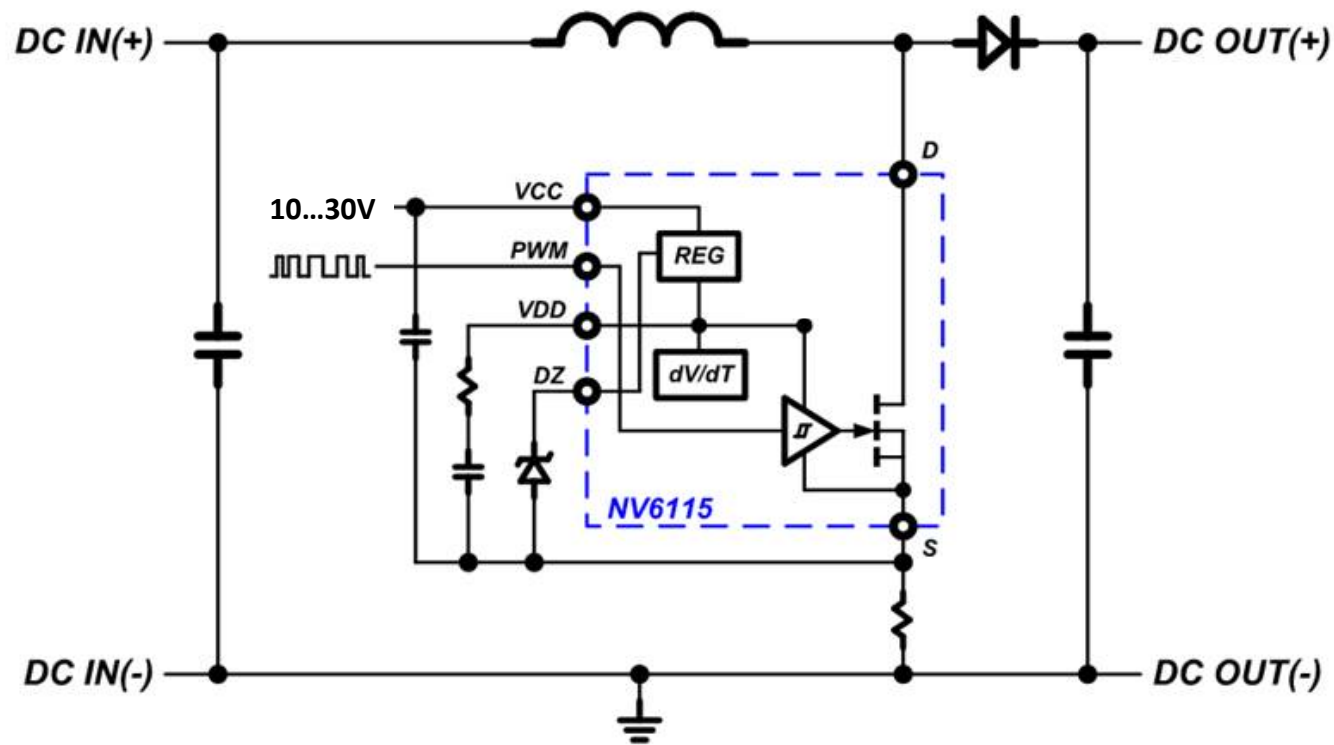 DC IN(+)
DC OUT(+)
D
VCC
10...30V
PWM
REG
VDD
dV/dT
DZ
NV6115
S
DC IN(-)
DC OUT(-)